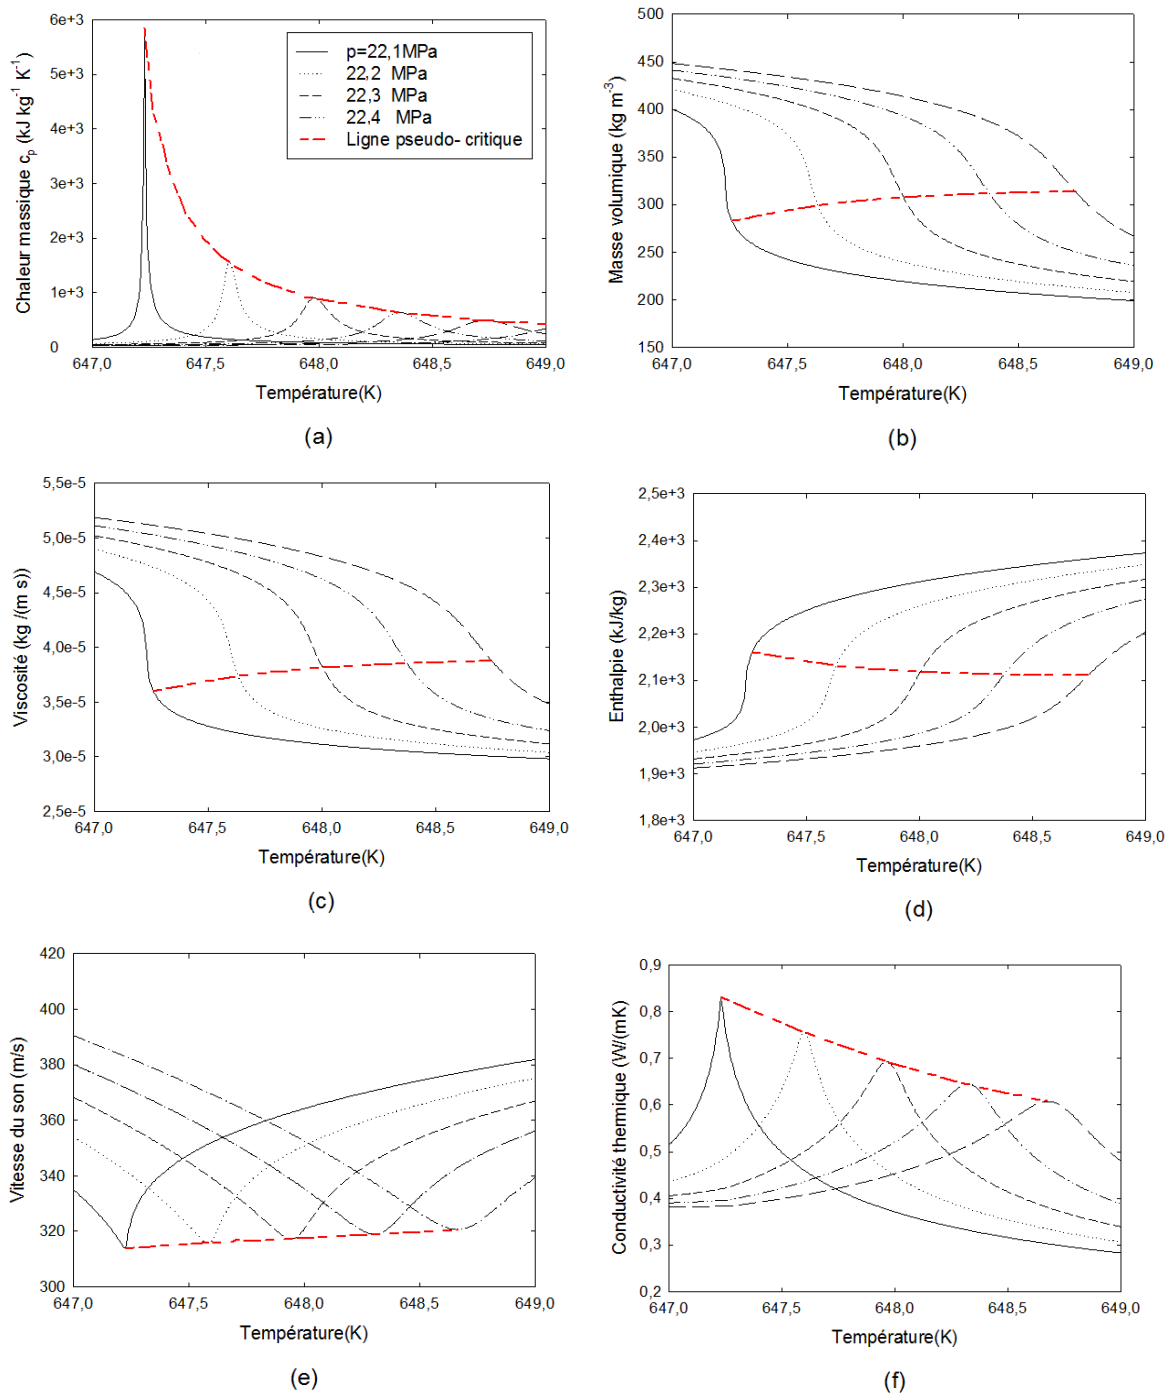 6e+3
5e+3
4e+3
3e+3
2e+3
1e+3
0
Chaleur massique cp (kJ kg-1 K-1)
p=22,1MPa
22,2 MPa
22,3 MPa
22,4 MPa
Ligne pseudo- critique
647,0 647,5 648,0 648,5 649,0
Température(K)
(a)
500
450
400
350
300
250
200
150
Masse volumique (kg m-3)
647,0 647,5 648,0 648,5 649,0
Température(K)
(b)
5,5e-5
5,0e-5
4,5e-5
4,0e-5
3,5e-5
3,0e-5
2,5e-5
Viscosité (kg /(m s))
647,0 647,5 648,0 648,5 649,0
Température(K)
(c)
2,5e+3
2,4e+3
2,3e+3
2,2e+3
2,1e+3
2,0e+3
1,9e+3
1,8e+3
Enthalpie (kJ/kg)
647,0 647,5 648,0 648,5 649,0
Température(K)
(d)
420
400
380
360
340
320
300
Vitesse du son (m/s)
647,0 647,5 648,0 648,5 649,0
Température(K)
(e)
0,9
0,8
0,7
0,6
0,5
0,4
0,3
0,2
Conductivité thermique (W/(mK)
647,0 647,5 648,0 648,5 649,0
Température(K)
(f)